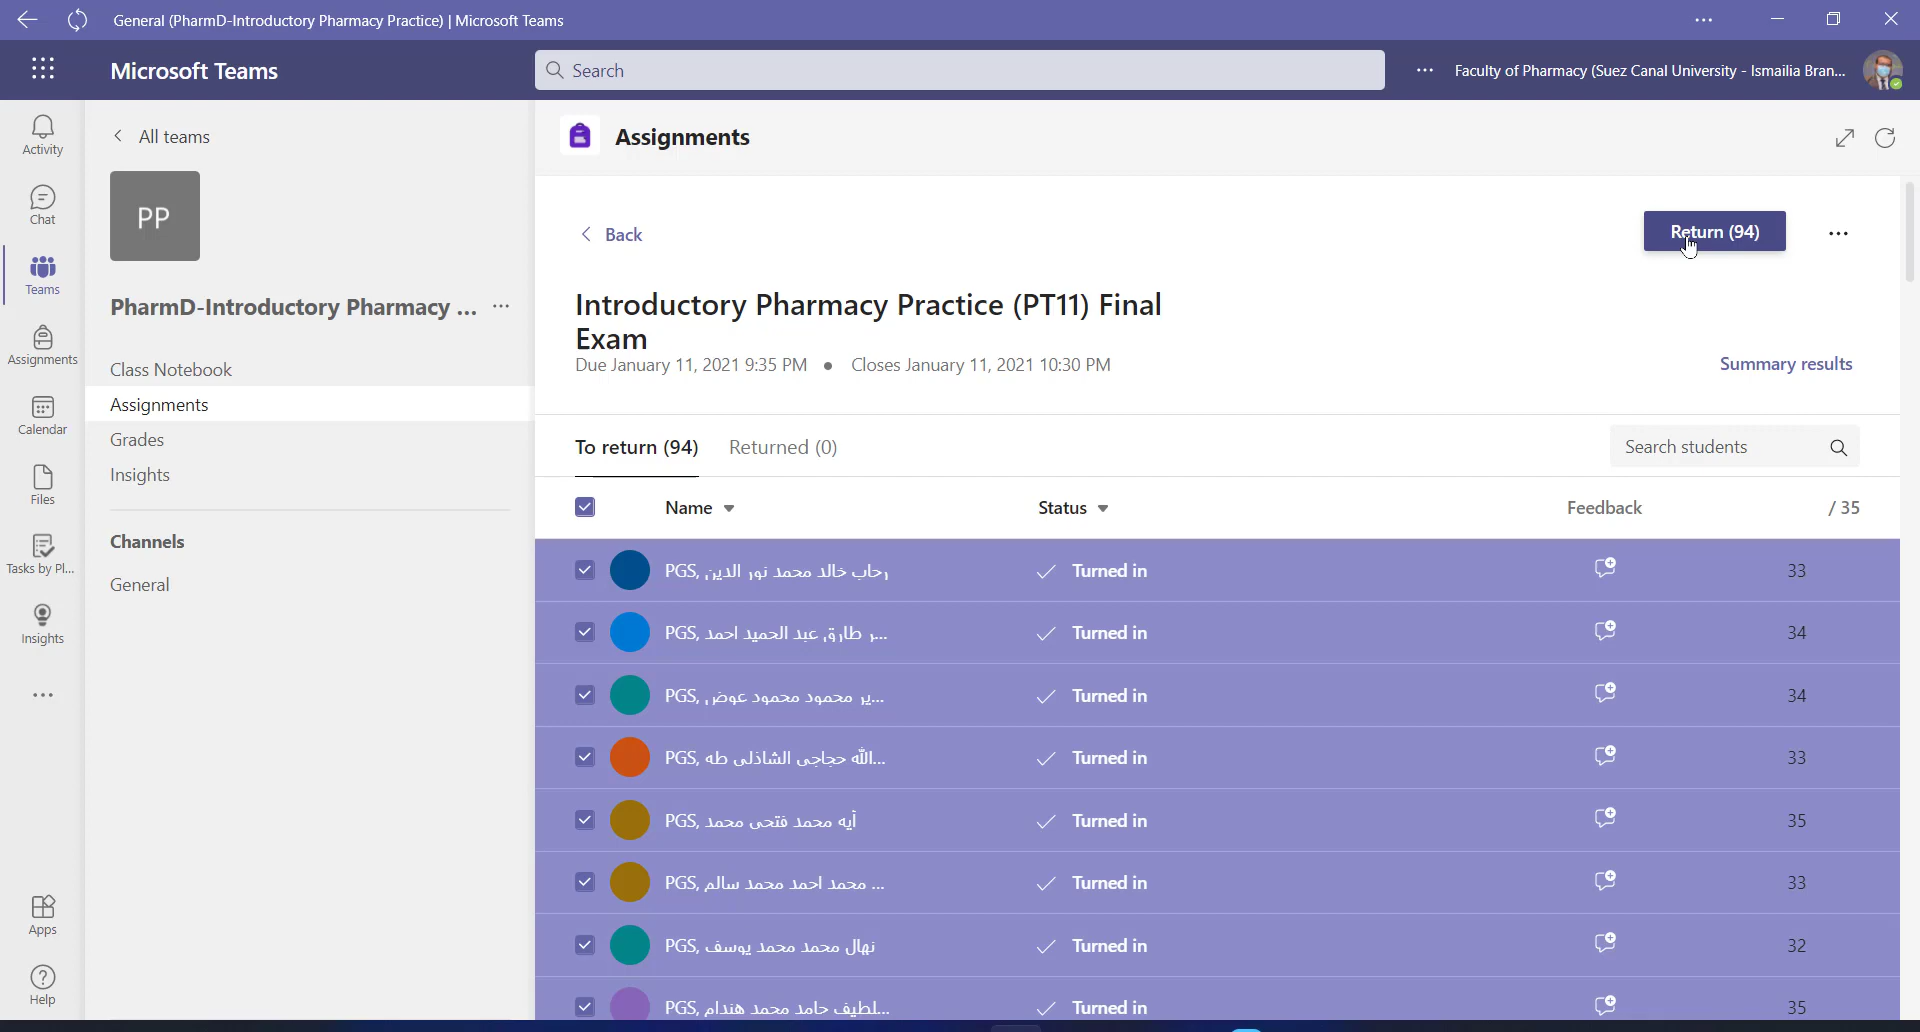 General (PharmD-Introductory Pharmacy Practice) | Microsoft Teams
Microsoft Teams
Search
Faculty of Pharmacy (Suez Canal University - Ismailia Bran...
Activity
Chat
Teams
Assignments
Calendar
Files
Tasks by Pl...
Insights
Apps
Help
All teams
PP
PharmD-Introductory Pharmacy ...
Class Notebook
Assignments
Grades
Insights
Channels
General
Assignments
Back
Return (94)
Introductory Pharmacy Practice (PT11) Final
Exam
Due January 11, 2021 9:35 PM • Closes January 11, 2021 10:30 PM
Summary results
To return (94) Returned (0)
Search students
Name Status Feedback / 35
PGS, رحاب خالد محمد نور الدين Turned in 33
PGS, ...ر طارق عبد الحميد احمد Turned in 34
PGS, ...ير محمود محمود عوض Turned in 34
PGS, ...الله حجاجى الشاذلى طه Turned in 33
PGS, أيه محمد فتحى محمد Turned in 35
PGS, ... محمد احمد محمد سالم Turned in 33
PGS, نهال محمد محمد يوسف Turned in 32
PGS, ...لطيف حامد محمد هندام Turned in 35